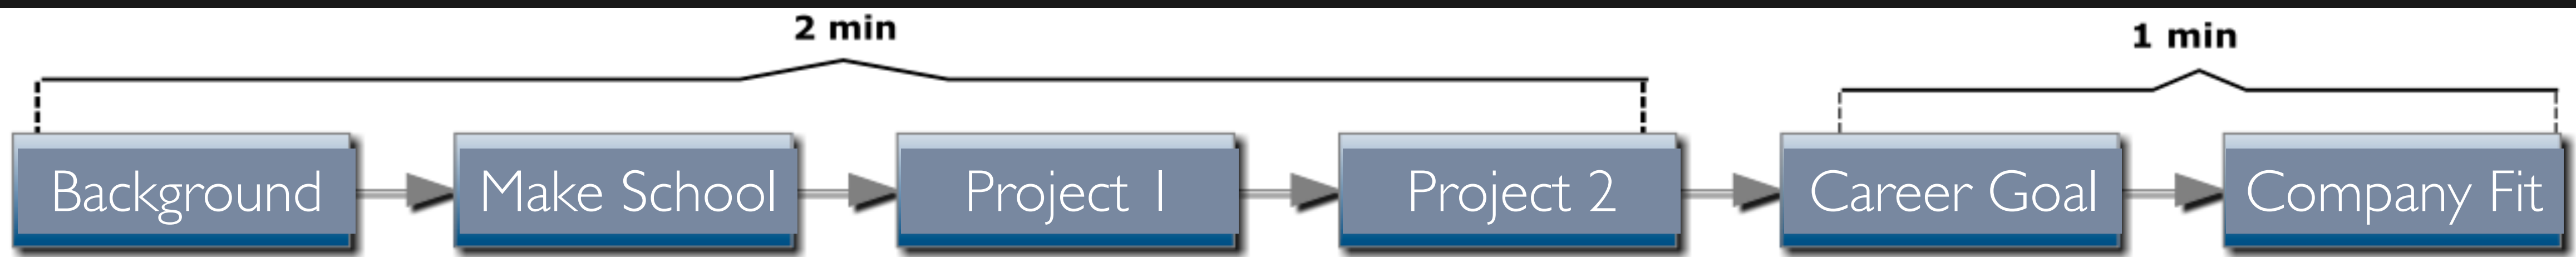 2 min
1 min
Background
Make School
Project 1
Project 2
Career Goal
Company Fit